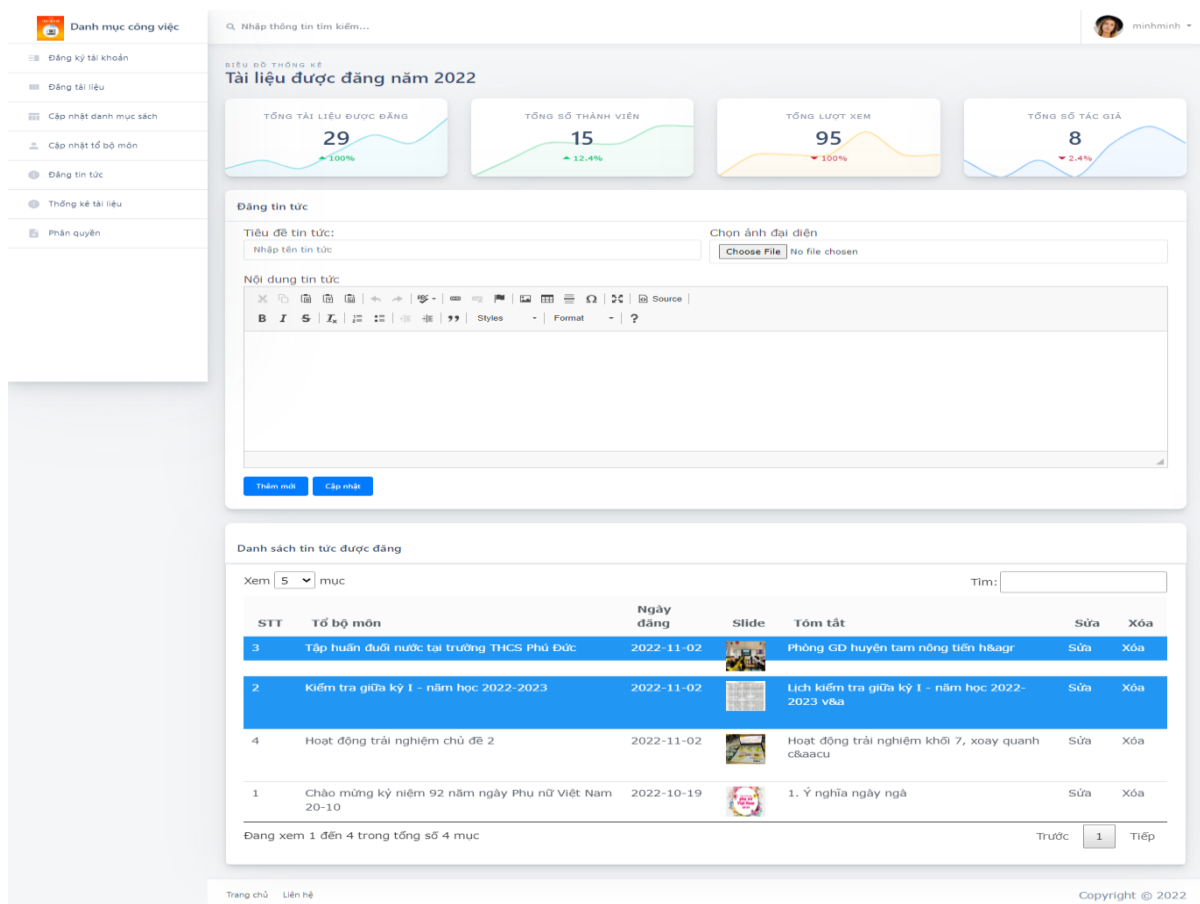 Danh mục công việc
Nhập thông tin tìm kiếm...
minhminh
Đăng ký tài khoản
Đăng tài liệu
Cập nhật danh mục sách
Cập nhật tổ bộ môn
Đăng tin tức
Thống kê tài liệu
Phân quyền
BIỂU ĐỒ THỐNG KÊ
Tài liệu được đăng năm 2022
TỔNG TÀI LIỆU ĐƯỢC ĐĂNG
29
100%
TỔNG SỐ THÀNH VIÊN
15
12.4%
TỔNG LƯỢT XEM
95
100%
TỔNG SỐ TÁC GIẢ
8
2.4%
Đăng tin tức
Tiêu đề tin tức:
Nhập tên tin tức
Chọn ảnh đại diện
Choose File No file chosen
Nội dung tin tức
Source
B I S Tx Styles Format ?
Thêm mới Cập nhật
Danh sách tin tức được đăng
Xem 5 mục
Tìm:
STT Tổ bộ môn Ngày đăng Slide Tóm tắt Sửa Xóa
3 Tập huấn đuối nước tại trường THCS Phú Đức 2022-11-02 Phòng GD huyện tam nông tiến h&agr Sửa Xóa
2 Kiểm tra giữa kỳ I - năm học 2022-2023 2022-11-02 Lịch kiểm tra giữa kỳ I - năm học 2022-
2023 v&a Sửa Xóa
4 Hoạt động trải nghiệm chủ đề 2 2022-11-02 Hoạt động trải nghiệm khối 7, xoay quanh
c&aacu Sửa Xóa
1 Chào mừng kỷ niệm 92 năm ngày Phụ nữ Việt Nam
20-10 2022-10-19 1. Ý nghĩa ngày ngà Sửa Xóa
Đang xem 1 đến 4 trong tổng số 4 mục
Trước 1 Tiếp
Trang chủ Liên hệ
Copyright © 2022